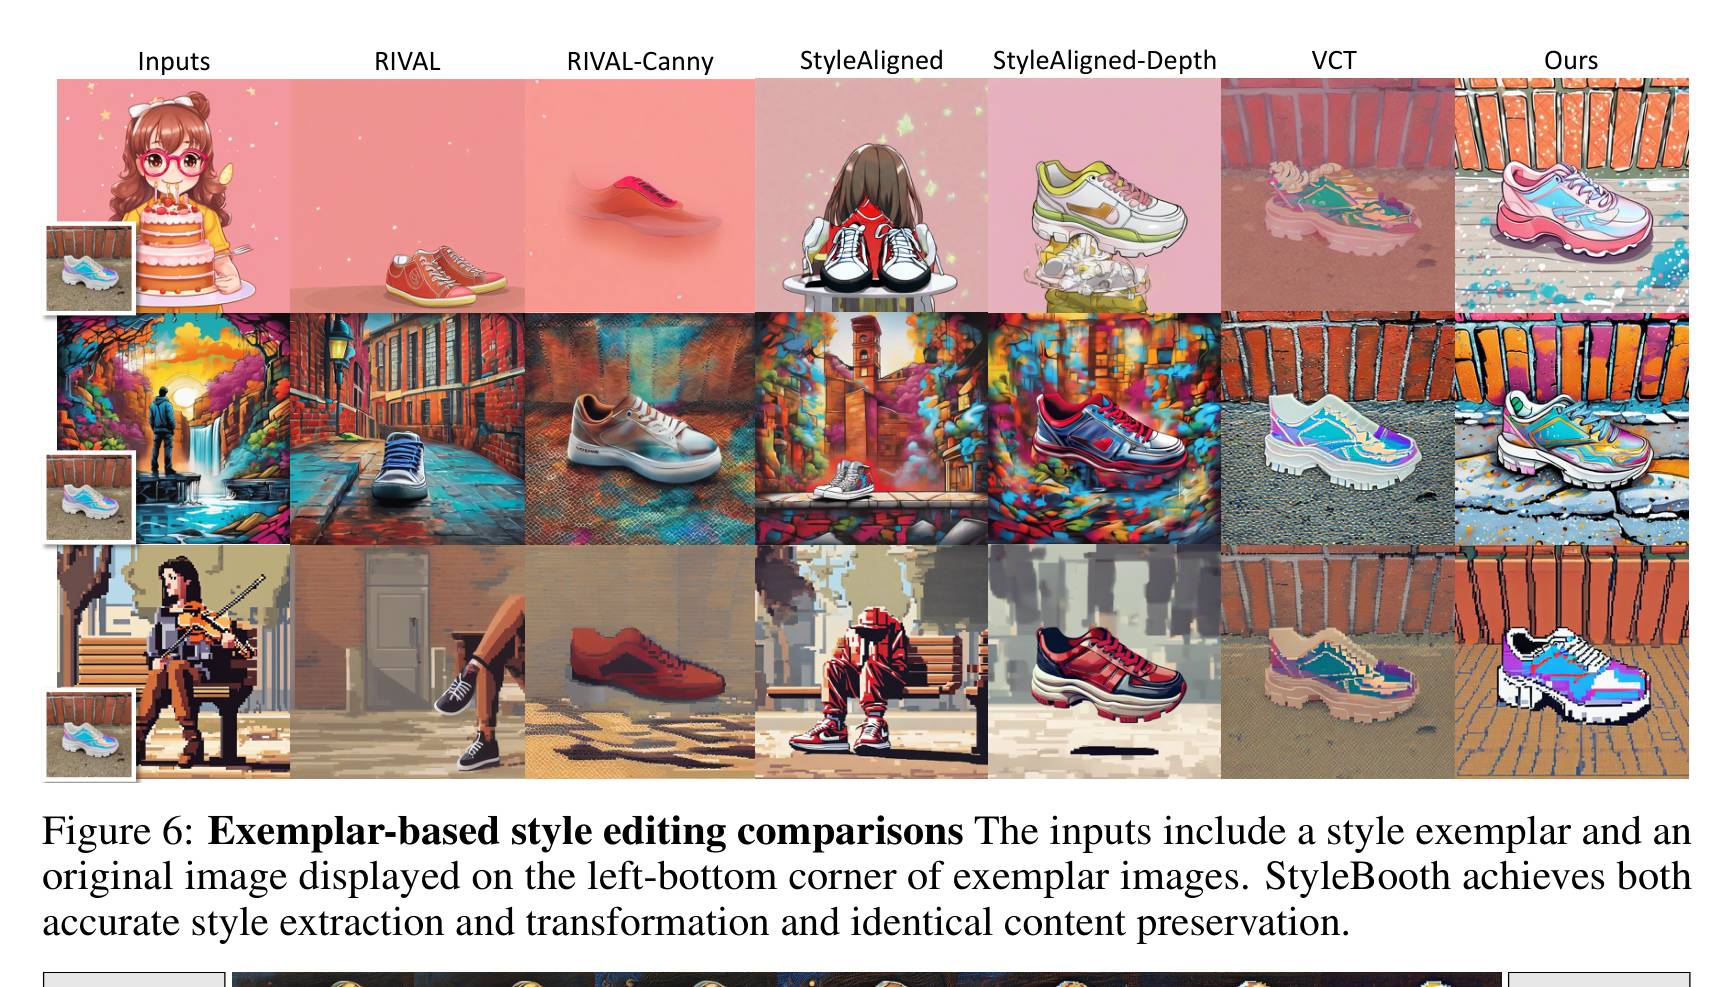 Inputs RIVAL RIVAL-Canny StyleAligned StyleAligned-Depth VCT Ours
Figure 6: Exemplar-based style editing comparisons The inputs include a style exemplar and an
original image displayed on the left-bottom corner of exemplar images. StyleBooth achieves both
accurate style extraction and transformation and identical content preservation.